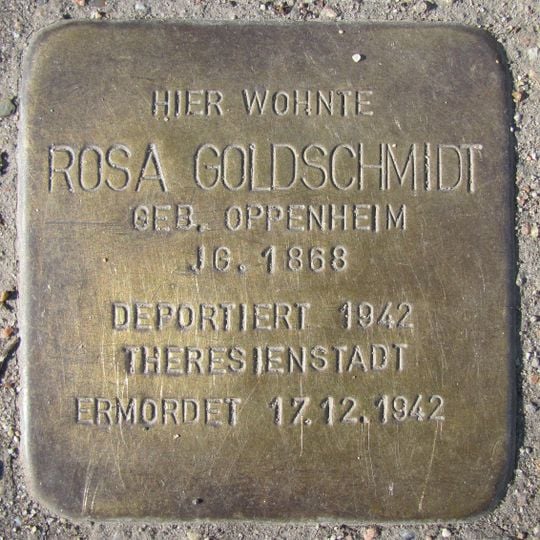 HIER WOHNTE
ROSA GOLDSCHMIDT
GEB. OPPENHEIM
JG. 1868
DEPORTIERT 1942
THERESIENSTADT
ERMORDET 17.12.1942